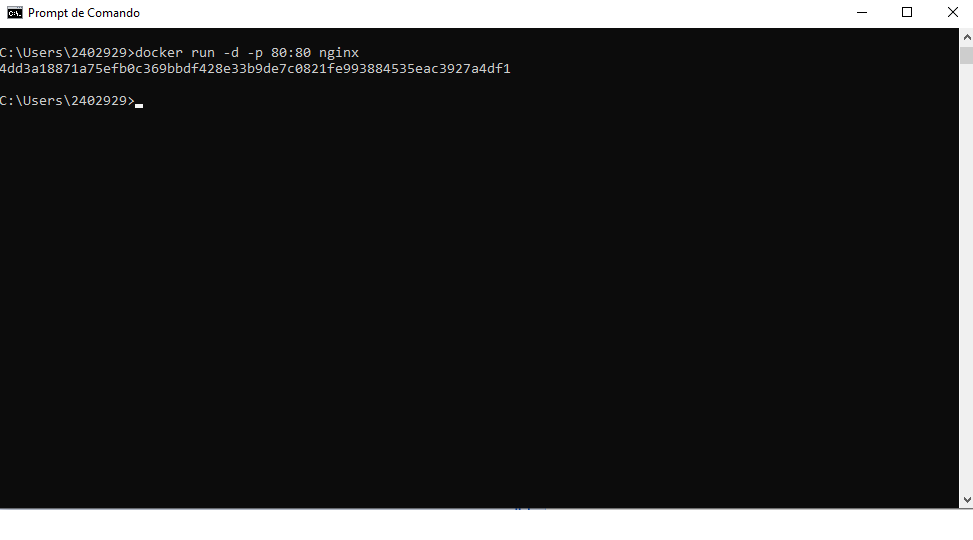 Prompt de Comando
C:\Users\2402929>docker run -d -p 80:80 nginx
4dd3a18871a75efb0c369bbdf428e33b9de7c0821fe993884535eac3927a4df1
C:\Users\2402929>